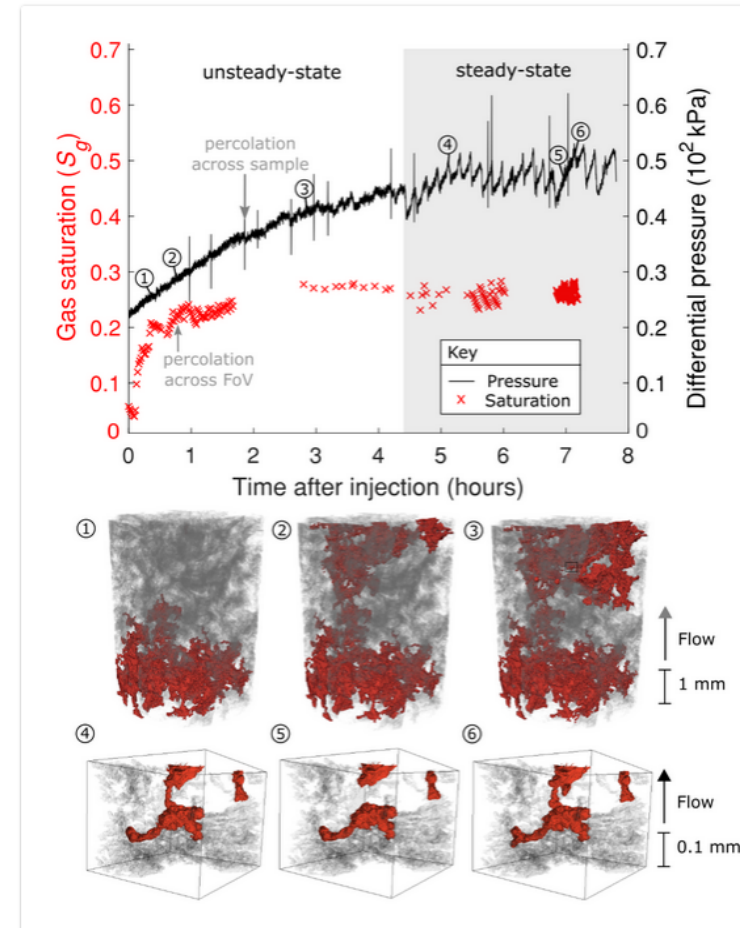 0.7
0.6
0.5
0.4
0.3
0.2
0.1
0
Gas saturation (Sg)
unsteady-state
steady-state
percolation
across sample
percolation
across FoV
①
②
③
④
⑤
⑥
Key
Pressure
Saturation
0.7
0.6
0.5
0.4
0.3
0.2
0.1
0
Differential pressure (10² kPa)
0 1 2 3 4 5 6 7 8
Time after injection (hours)
① ② ③
Flow
1 mm
④ ⑤ ⑥
Flow
0.1 mm